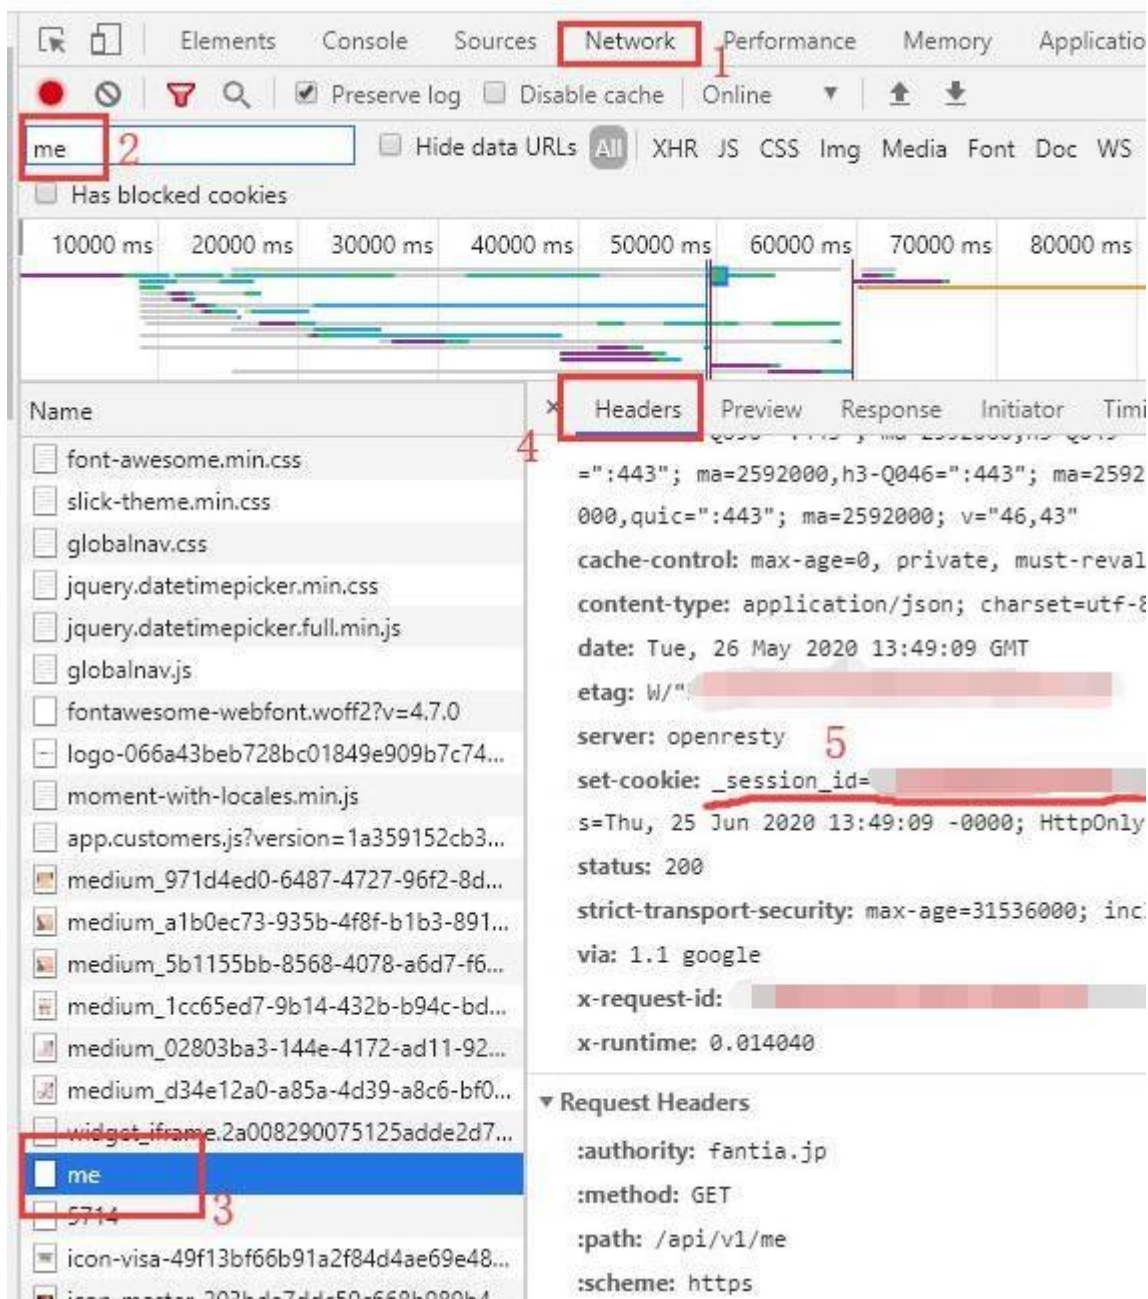 Elements Console Sources Network Performance Memory Applicatio
1
Preserve log Disable cache Online
me 2 Hide data URLs All XHR JS CSS Img Media Font Doc WS
Has blocked cookies
10000 ms 20000 ms 30000 ms 40000 ms 50000 ms 60000 ms 70000 ms 80000 ms
Name
font-awesome.min.css
slick-theme.min.css
globalnav.css
jquery.datetimepicker.min.css
jquery.datetimepicker.full.min.js
globalnav.js
fontawesome-webfont.woff2?v=4.7.0
logo-066a43beb728bc01849e909b7c74...
moment-with-locales.min.js
app.customers.js?version=1a359152cb3...
medium_971d4ed0-6487-4727-96f2-8d...
medium_a1b0ec73-935b-4f8f-b1b3-891...
medium_5b1155bb-8568-4078-a6d7-f6...
medium_1cc65ed7-9b14-432b-b94c-bd...
medium_02803ba3-144e-4172-ad11-92...
medium_d34e12a0-a85a-4d39-a8c6-bf0...
widget_iframe.2a008290075125adde2d7...
me
3
5714
icon-visa-49f13bf66b91a2f84d4ae69e48...
× Headers Preview Response Initiator Timi
4
=":443"; ma=2592000,h3-Q046=":443"; ma=2592
000,quic=":443"; ma=2592000; v="46,43"
cache-control: max-age=0, private, must-reval
content-type: application/json; charset=utf-8
date: Tue, 26 May 2020 13:49:09 GMT
etag: W/"
server: openresty
5
set-cookie: _session_id=
s=Thu, 25 Jun 2020 13:49:09 -0000; HttpOnly
status: 200
strict-transport-security: max-age=31536000; inc
via: 1.1 google
x-request-id:
x-runtime: 0.014040
▼ Request Headers
:authority: fantia.jp
:method: GET
:path: /api/v1/me
:scheme: https